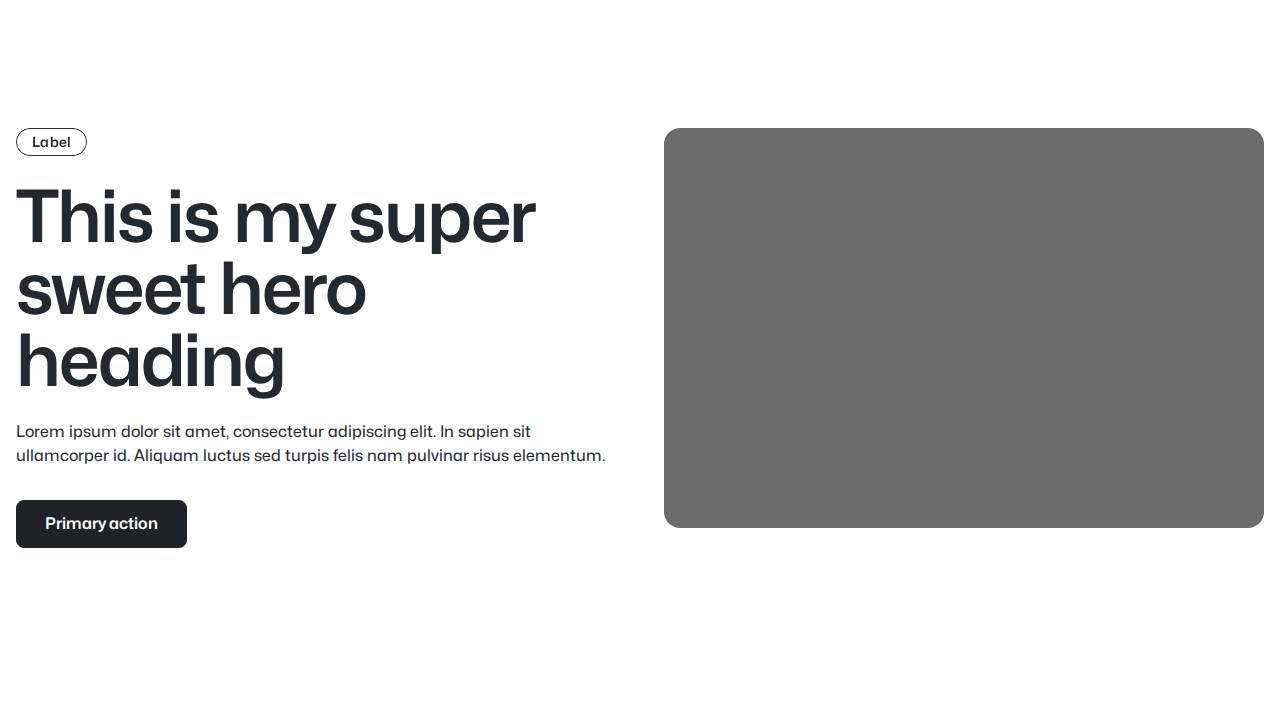 Label
This is my super
sweet hero
heading
Lorem ipsum dolor sit amet, consectetur adipiscing elit. In sapien sit
ullamcorper id. Aliquam luctus sed turpis felis nam pulvinar risus elementum.
Primary action